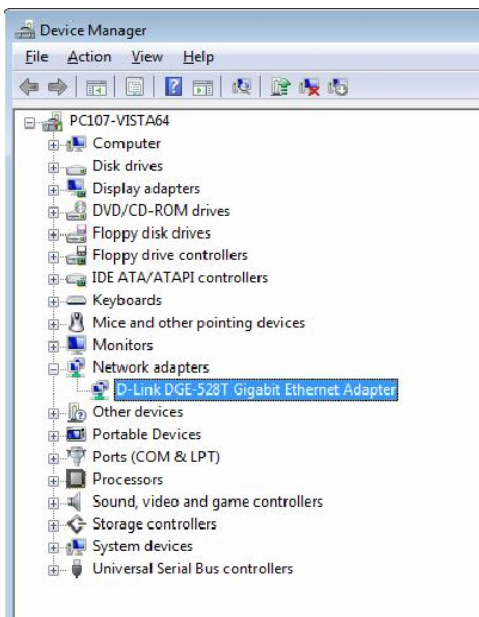 Device Manager
File Action View Help
PC107-VISTA64
Computer
Disk drives
Display adapters
DVD/CD-ROM drives
Floppy disk drives
Floppy drive controllers
IDE ATA/ATAPI controllers
Keyboards
Mice and other pointing devices
Monitors
Network adapters
D-Link DGE-528T Gigabit Ethernet Adapter
Other devices
Portable Devices
Ports (COM & LPT)
Processors
Sound, video and game controllers
Storage controllers
System devices
Universal Serial Bus controllers